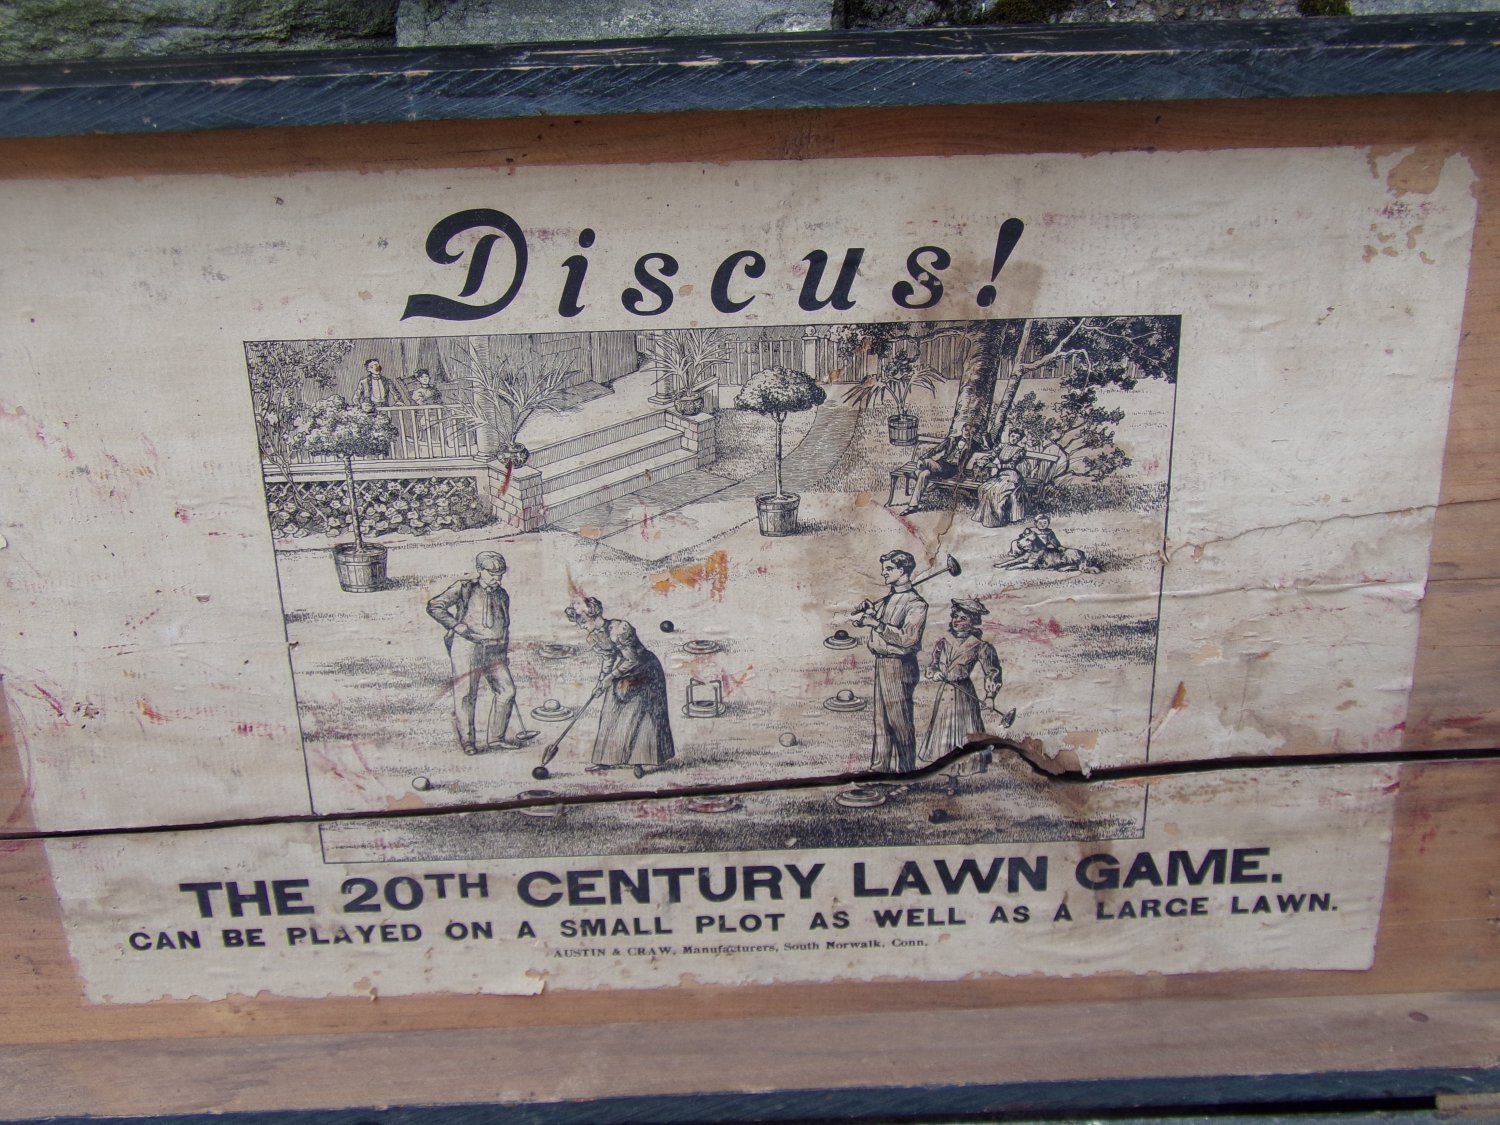 Discus!
THE 20TH CENTURY LAWN GAME.
CAN BE PLAYED ON A SMALL PLOT AS WELL AS A LARGE LAWN.
AUSTIN & CRAW, Manufacturers, South Norwalk, Conn.